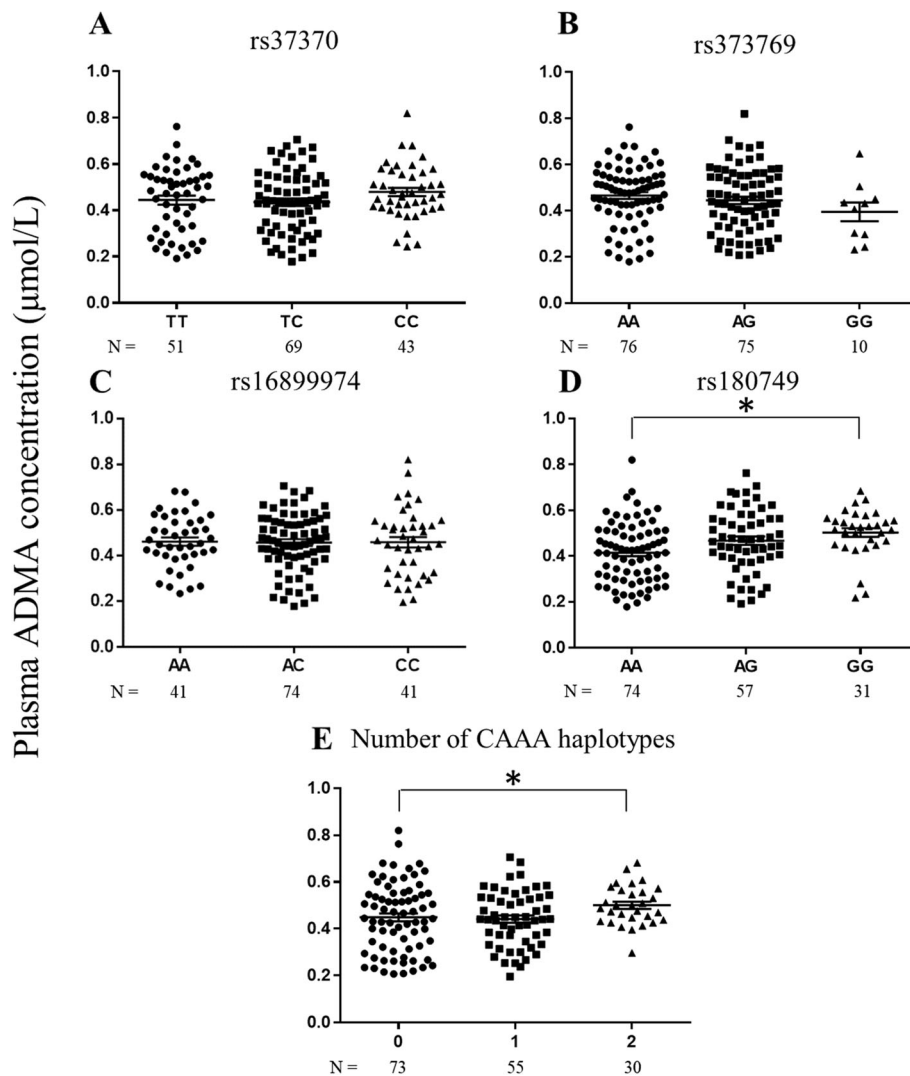 Plasma ADMA concentration (µmol/L)
A
rs37370
1.0
0.8
0.6
0.4
0.2
0.0
TT TC CC
N = 51 69 43
B
rs373769
1.0
0.8
0.6
0.4
0.2
0.0
AA AG GG
N = 76 75 10
C
rs16899974
1.0
0.8
0.6
0.4
0.2
0.0
AA AC CC
N = 41 74 41
D
rs180749
*
1.0
0.8
0.6
0.4
0.2
0.0
AA AG GG
N = 74 57 31
E Number of CAAA haplotypes
*
1.0
0.8
0.6
0.4
0.2
0.0
0 1 2
N = 73 55 30